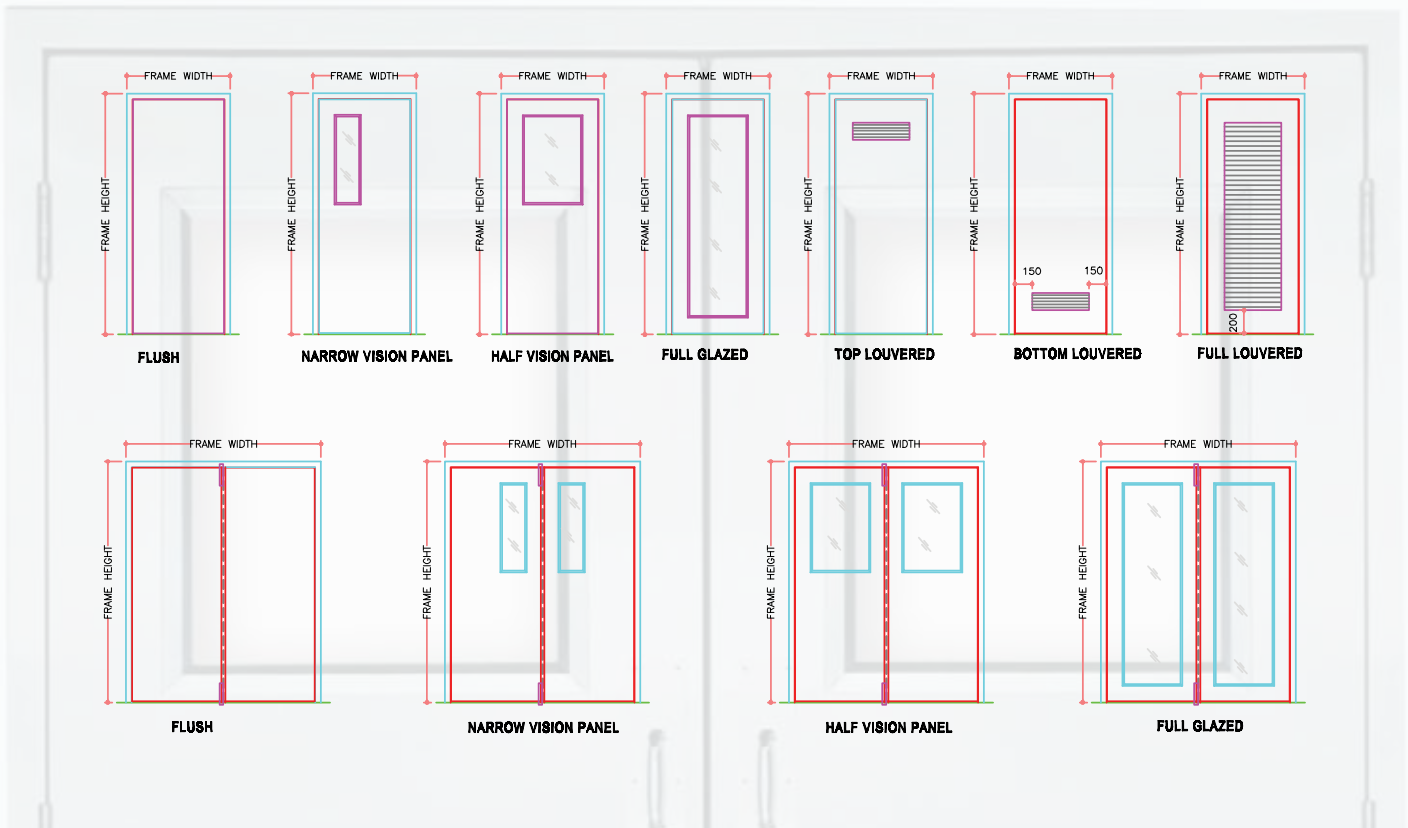 FRAME WIDTH
FRAME WIDTH
FRAME WIDTH
FRAME WIDTH
FRAME WIDTH
FRAME WIDTH
FRAME WIDTH
FRAME HEIGHT
FRAME HEIGHT
FRAME HEIGHT
FRAME HEIGHT
FRAME HEIGHT
FRAME HEIGHT
FRAME HEIGHT
150
150
200
FLUSH
NARROW VISION PANEL
HALF VISION PANEL
FULL GLAZED
TOP LOUVERED
BOTTOM LOUVERED
FULL LOUVERED
FRAME WIDTH
FRAME WIDTH
FRAME WIDTH
FRAME WIDTH
FRAME HEIGHT
FRAME HEIGHT
FRAME HEIGHT
FRAME HEIGHT
FLUSH
NARROW VISION PANEL
HALF VISION PANEL
FULL GLAZED